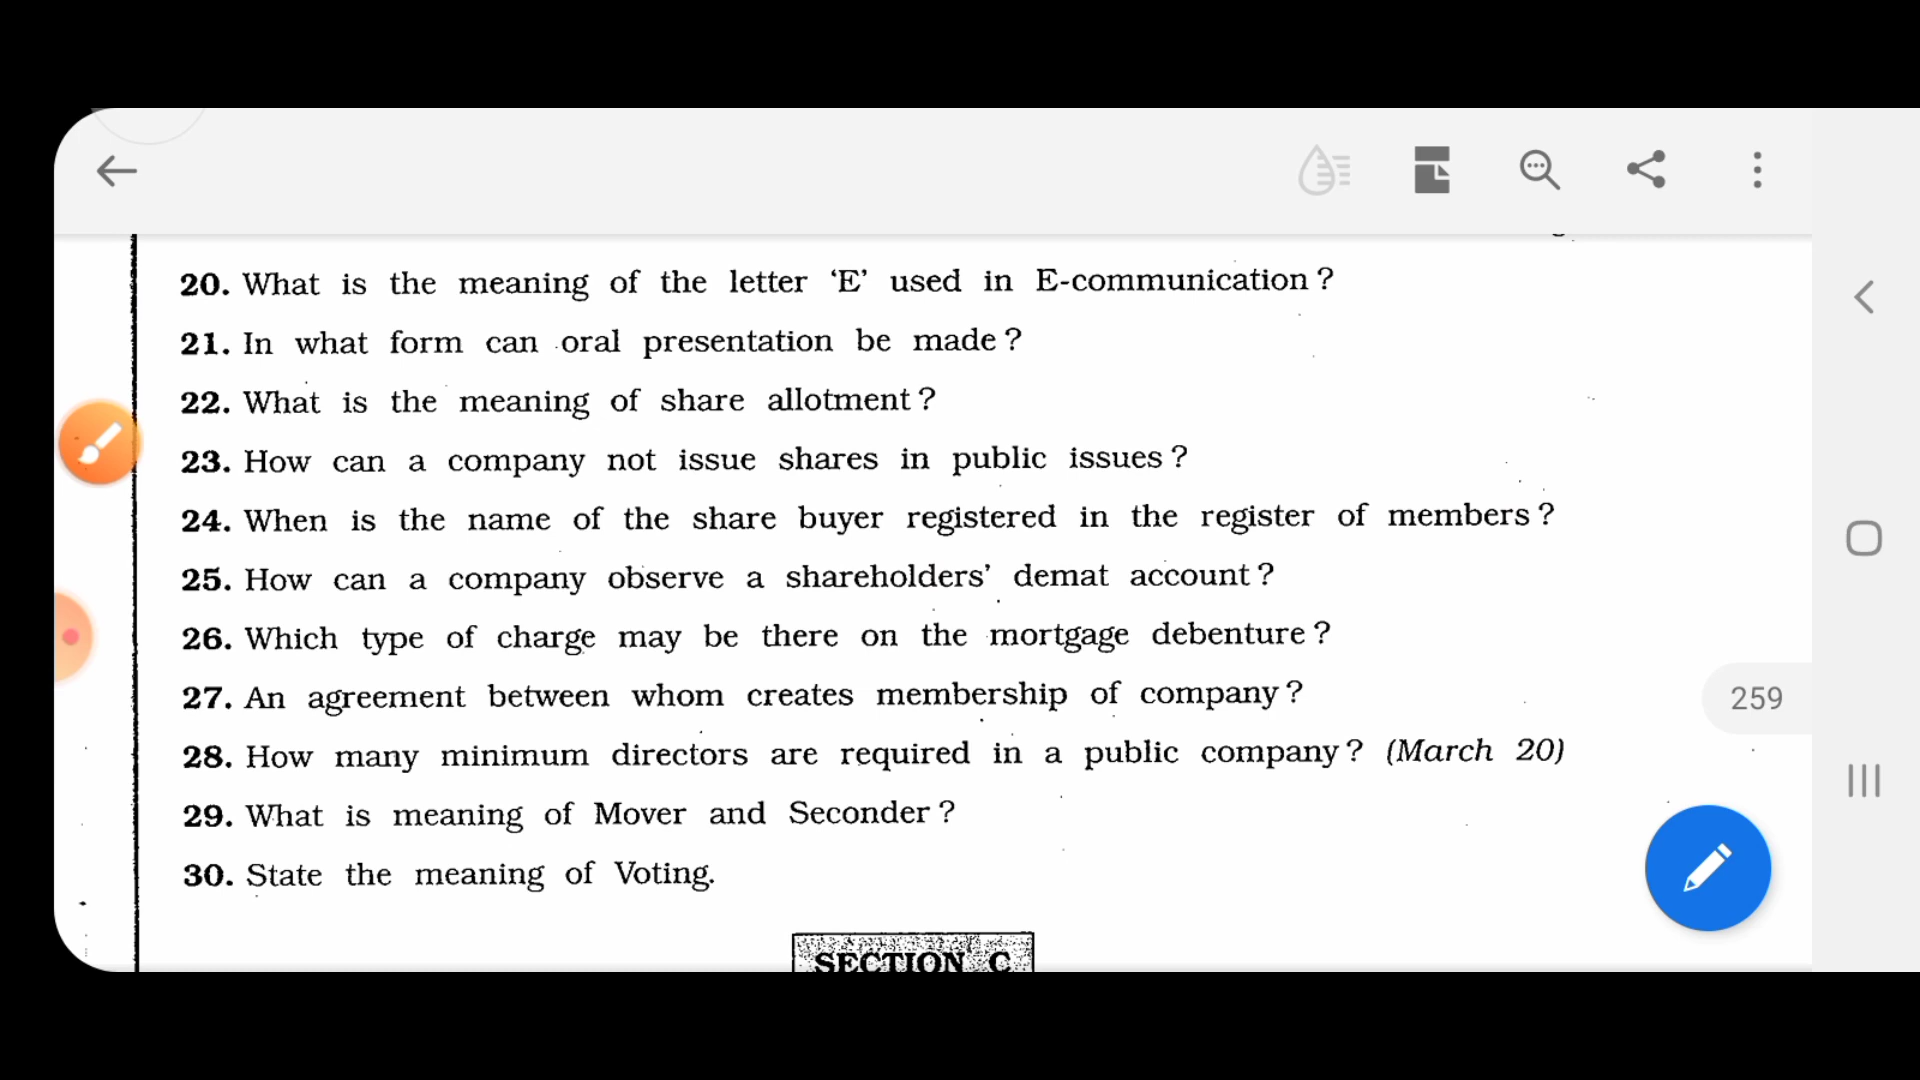 20. What is the meaning of the letter ‘E’ used in E-communication ?
21. In what form can oral presentation be made ?
22. What is the meaning of share allotment ?
23. How can a company not issue shares in public issues ?
24. When is the name of the share buyer registered in the register of members ?
25. How can a company observe a shareholders’ demat account ?
26. Which type of charge may be there on the mortgage debenture ?
27. An agreement between whom creates membership of company ?
259
28. How many minimum directors are required in a public company ? (March 20)
29. What is meaning of Mover and Seconder ?
30. State the meaning of Voting.
SECTION C